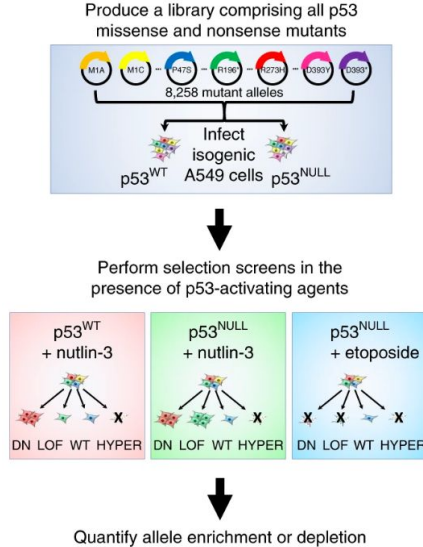 Produce a library comprising all p53
missense and nonsense mutants
M1A M1C ... P47S ... R196* ... R273H ... D393Y ... D393*
8,258 mutant alleles
Infect
isogenic
A549 cells
p53WT p53NULL
Perform selection screens in the
presence of p53-activating agents
p53WT
+ nutlin-3
X
DN LOF WT HYPER
p53NULL
+ nutlin-3
X
DN LOF WT HYPER
p53NULL
+ etoposide
X X X
DN LOF WT HYPER
Quantify allele enrichment or depletion